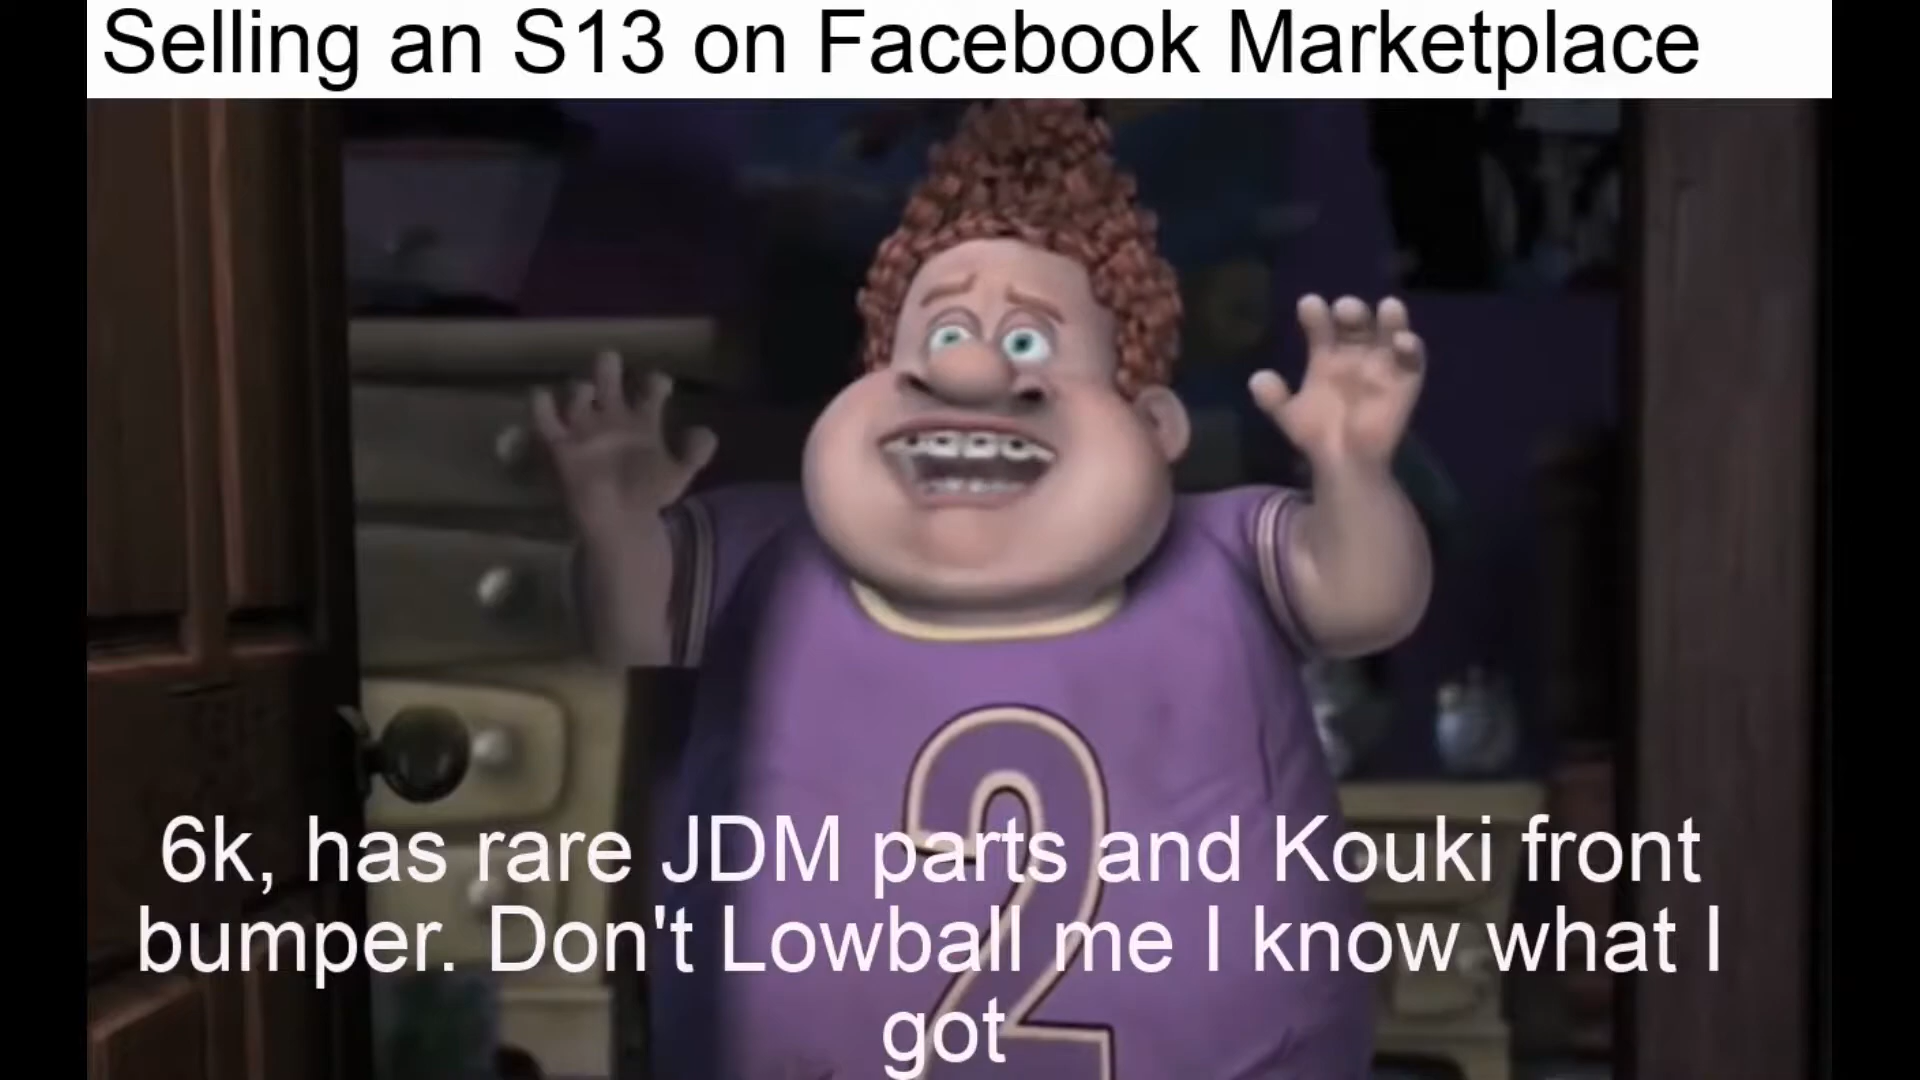 Selling an S13 on Facebook Marketplace
2
6k, has rare JDM parts and Kouki front
bumper. Don't Lowball me I know what I
got